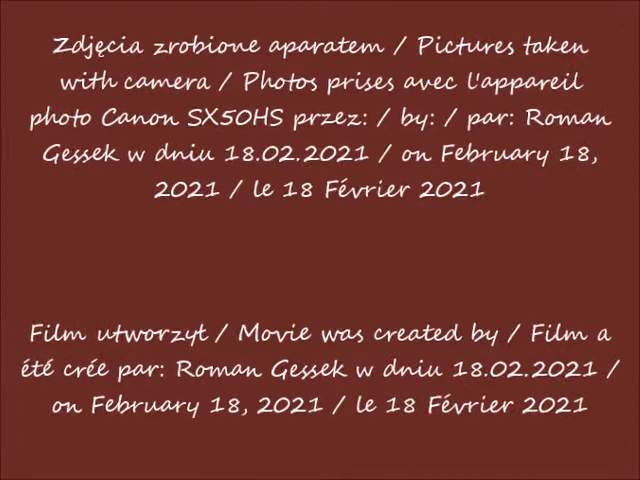 Zdjęcia zrobione aparatem / Pictures taken
with camera / Photos prises avec l'appareil
photo Canon SX50HS przez: / by: / par: Roman
Gessek w dniu 18.02.2021 / on February 18,
2021 / le 18 Février 2021
Film utworzył / Movie was created by / Film a
été crée par: Roman Gessek w dniu 18.02.2021 /
on February 18, 2021 / le 18 Février 2021